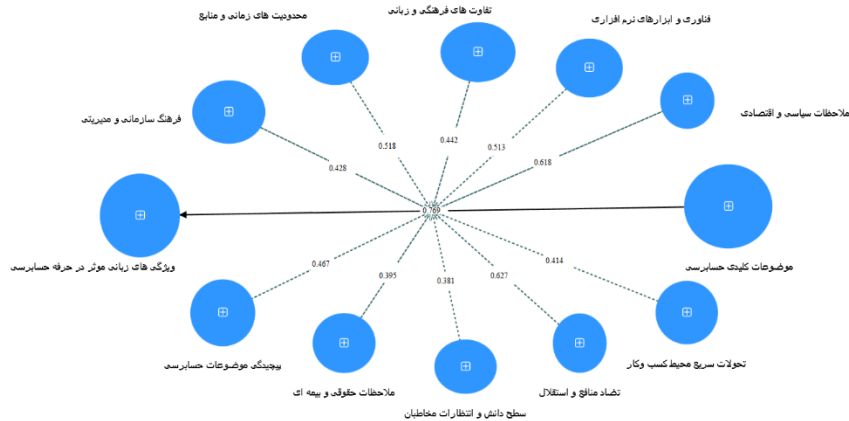 فناوری و ابزارهای نرم افزاری
تفاوت های فرهنگی و زبانی
محدودیت های زمانی و منابع
ملاحظات سیاسی و اقتصادی
فرهنگ سازمانی و مدیریتی
0.513
0.442
0.518
0.618
0.428
0.769
موضوعات کلیدی حسابرسی
ویژگی های زبانی موثر در حرفه حسابرسی
0.414
0.627
0.381
0.395
0.467
تحولات سریع محیط کسب وکار
تضاد منافع و استقلال
سطح دانش و انتظارات مخاطبان
ملاحظات حقوقی و بیمه ای
پیچیدگی موضوعات حسابرسی